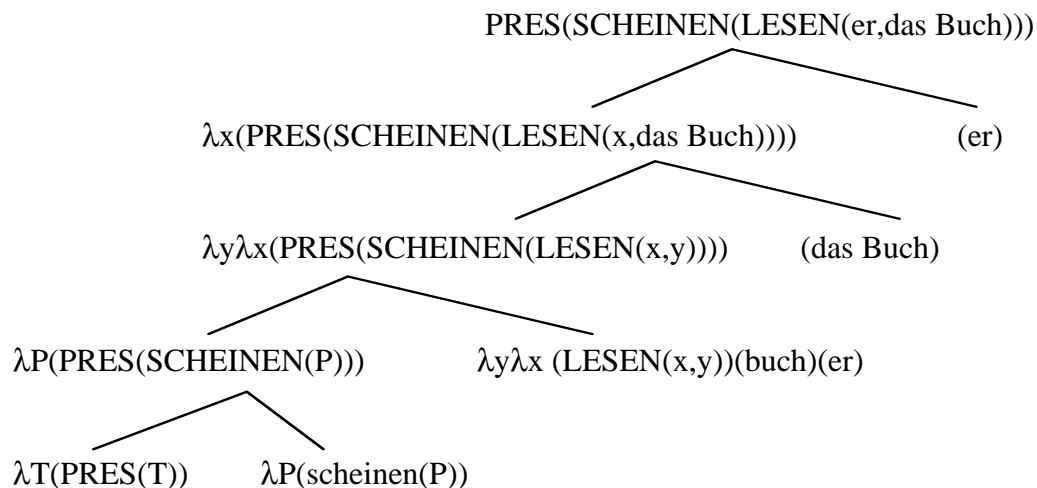 PRES(SCHEINEN(LESEN(er,das Buch)))
λx(PRES(SCHEINEN(LESEN(x,das Buch)))) (er)
λyλx(PRES(SCHEINEN(LESEN(x,y)))) (das Buch)
λP(PRES(SCHEINEN(P))) λyλx (LESEN(x,y))(buch)(er)
λT(PRES(T)) λP(scheinen(P))